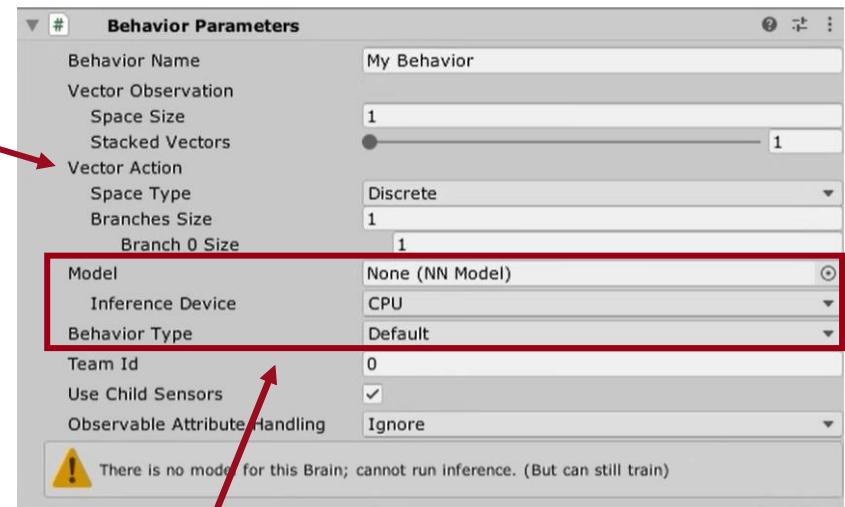 Behavior Parameters
Behavior Name My Behavior
Vector Observation
Space Size 1
Stacked Vectors 1
Vector Action
Space Type Discrete
Branches Size 1
Branch 0 Size 1
Model None (NN Model)
Inference Device CPU
Behavior Type Default
Team Id 0
Use Child Sensors
Observable Attribute Handling Ignore
There is no model for this Brain; cannot run inference. (But can still train)